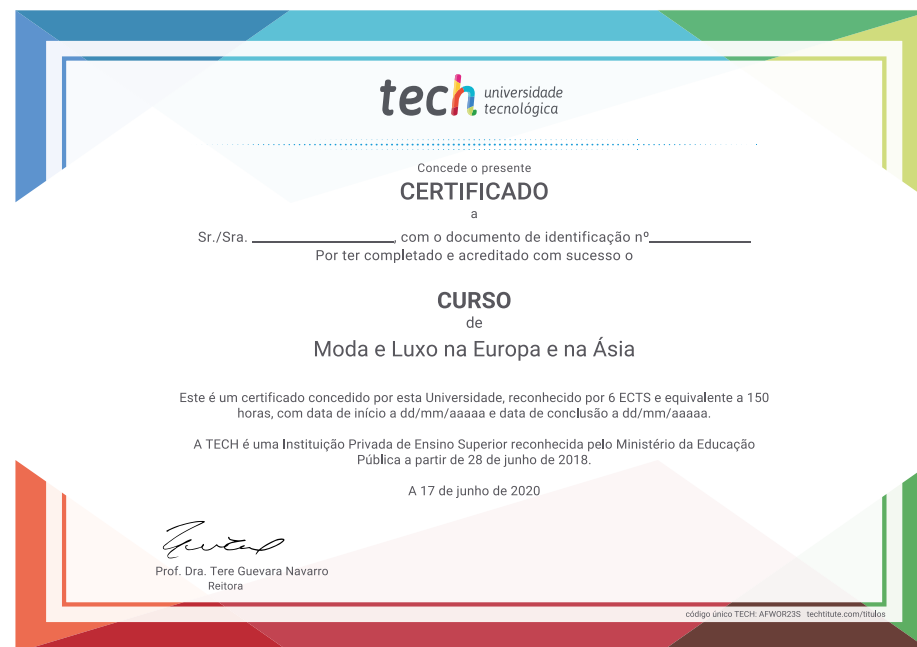 tech universidade
tecnológica
Concede o presente
CERTIFICADO
a
Sr./Sra. ____________________, com o documento de identificação nº______________
Por ter completado e acreditado com sucesso o
CURSO
de
Moda e Luxo na Europa e na Ásia
Este é um certificado concedido por esta Universidade, reconhecido por 6 ECTS e equivalente a 150
horas, com data de início a dd/mm/aaaaa e data de conclusão a dd/mm/aaaaa.
A TECH é uma Instituição Privada de Ensino Superior reconhecida pelo Ministério da Educação
Pública a partir de 28 de junho de 2018.
A 17 de junho de 2020
Prof. Dra. Tere Guevara Navarro
Reitora
código único TECH: AFWOR23S techtitute.com/titulos